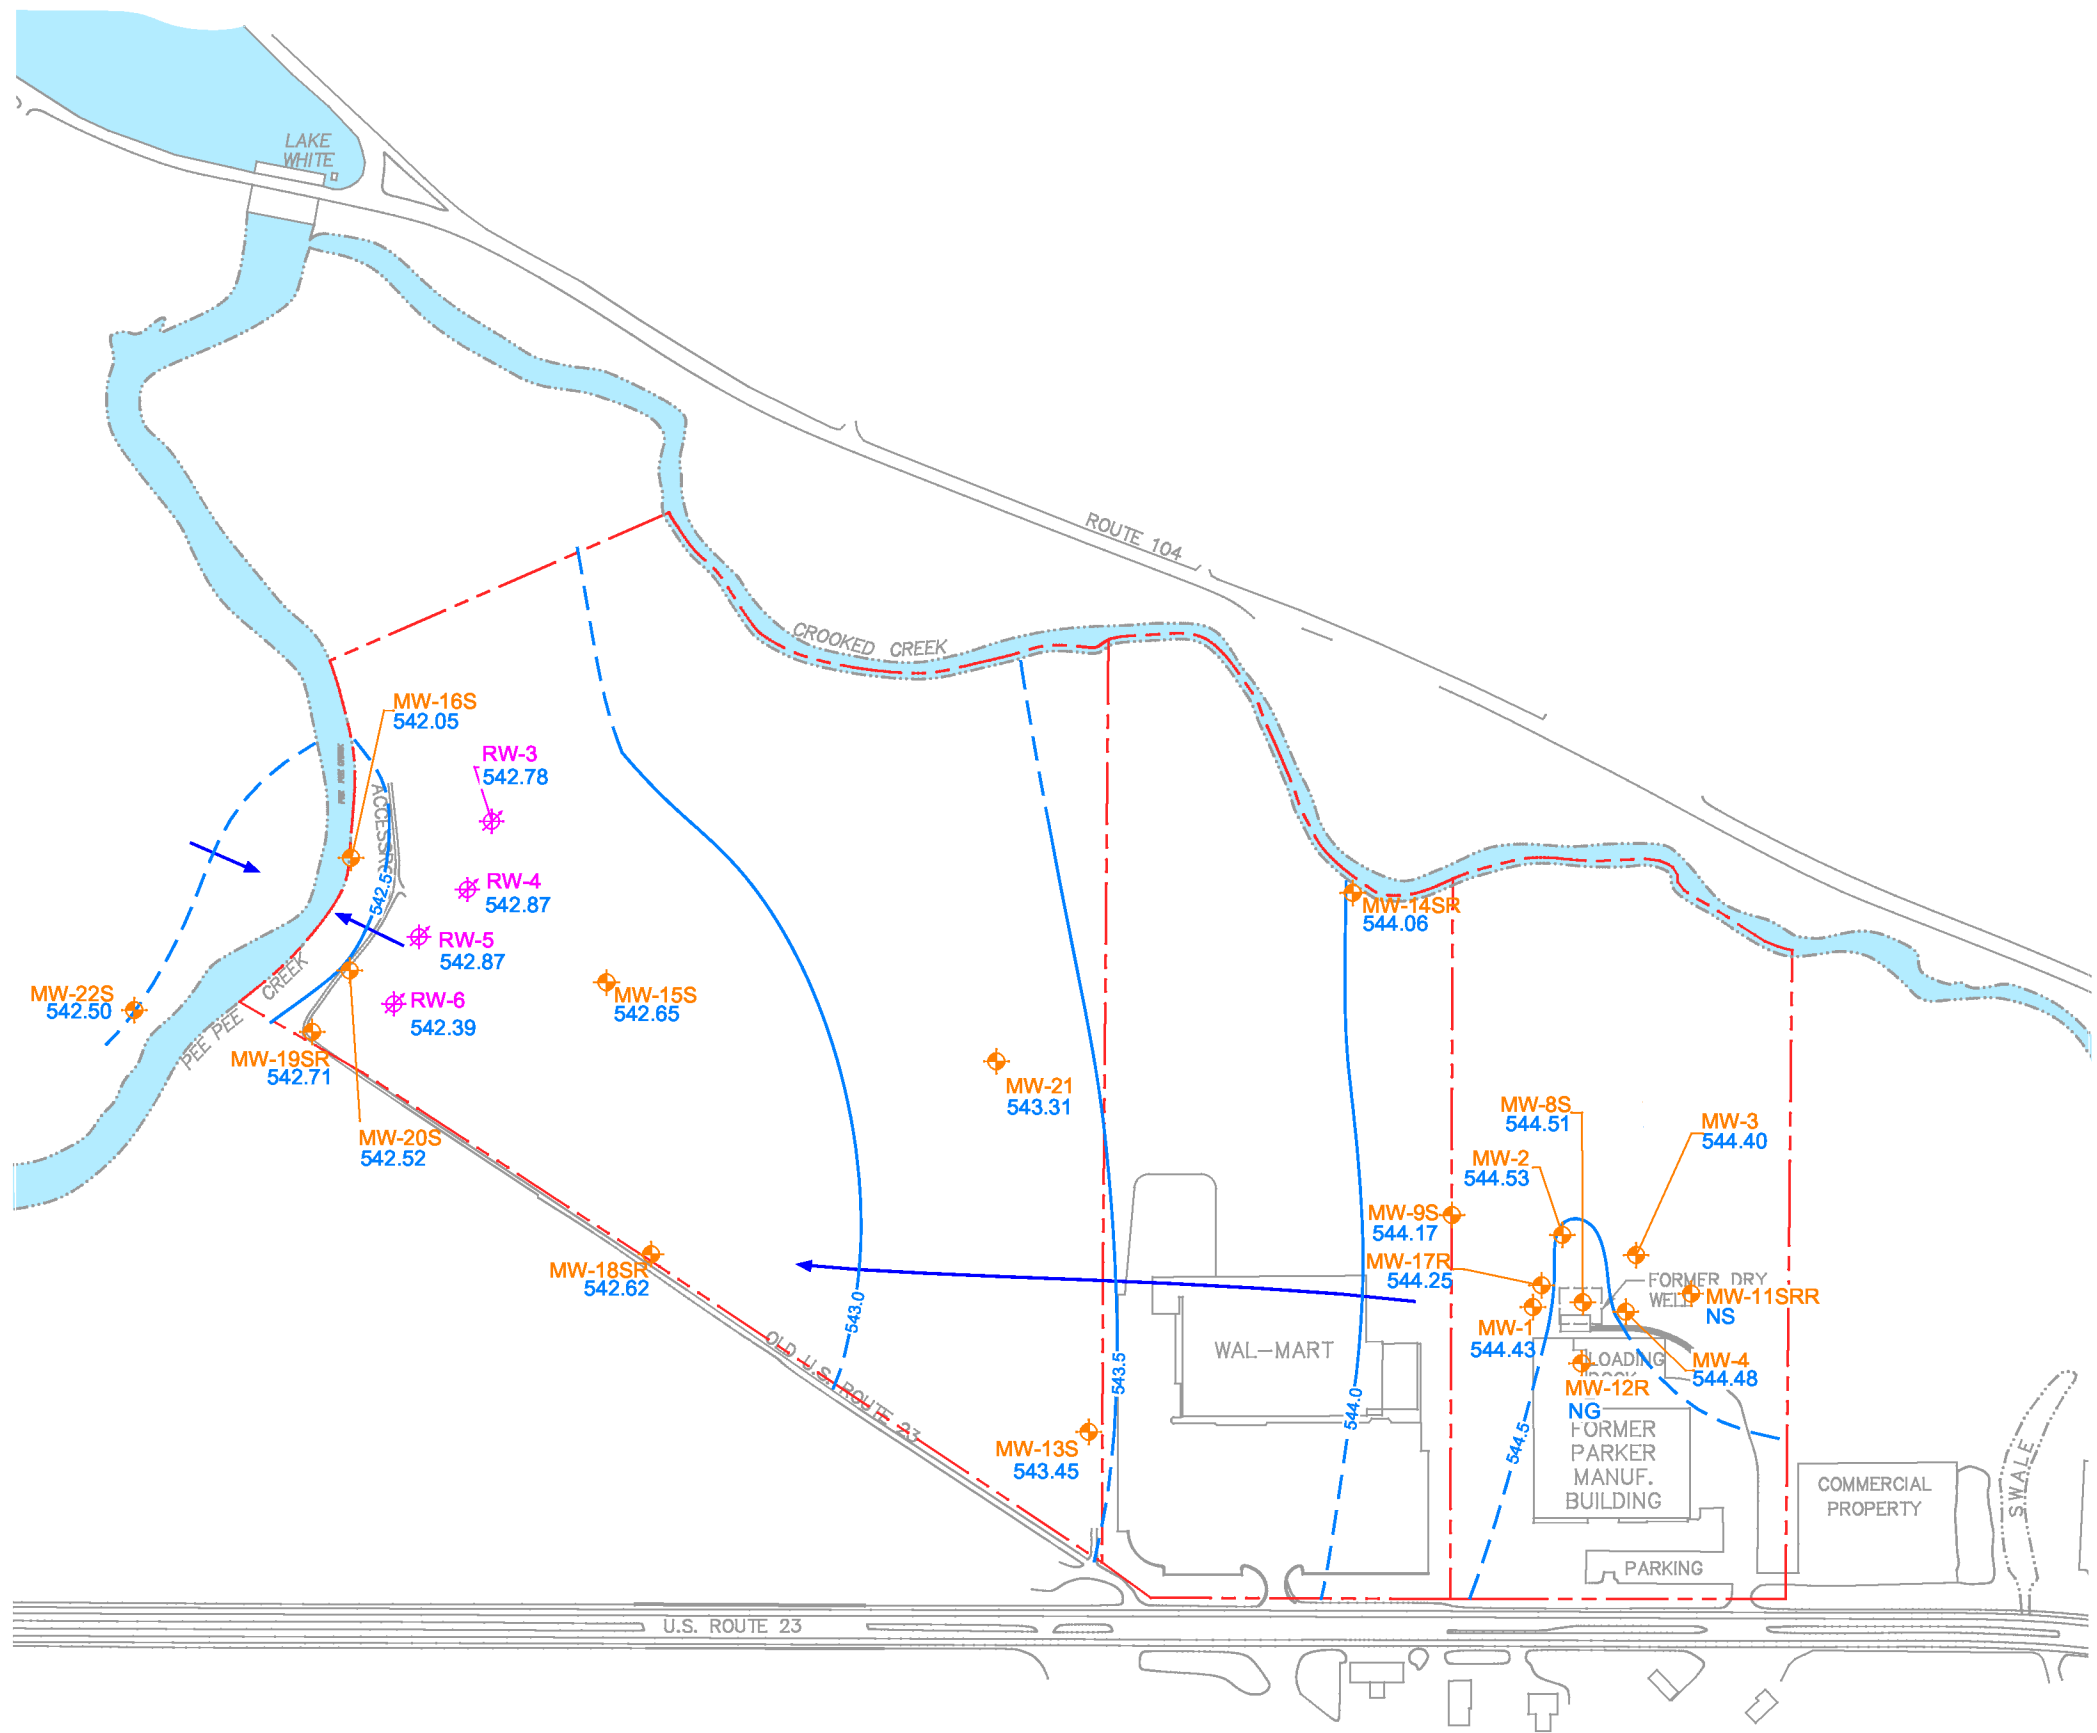 LAKE
WHITE
ROUTE 104
CROOKED CREEK
MW-16S
542.05
PEE PEE CREEK
RW-3
542.78
ACCESS
542.5
RW-4
542.87
RW-5
542.87
RW-6
542.39
MW-22S
542.50
PEE PEE CREEK
MW-19SR
542.71
MW-20S
542.52
MW-15S
542.65
MW-21
543.31
MW-14SR
544.06
MW-8S
544.51
MW-3
544.40
MW-2
544.53
MW-9S
544.17
MW-17R
544.25
MW-18SR
542.62
543.0
FORMER DRY
WELL
MW-11SRR
NS
MW-1
544.43
WAL-MART
LOADING
DOCK
MW-4
544.48
MW-12R
NG
543.5
544.0
544.5
OLD U.S. ROUTE 23
MW-13S
543.45
FORMER
PARKER
MANUF.
BUILDING
COMMERCIAL
PROPERTY
SWALE
PARKING
U.S. ROUTE 23